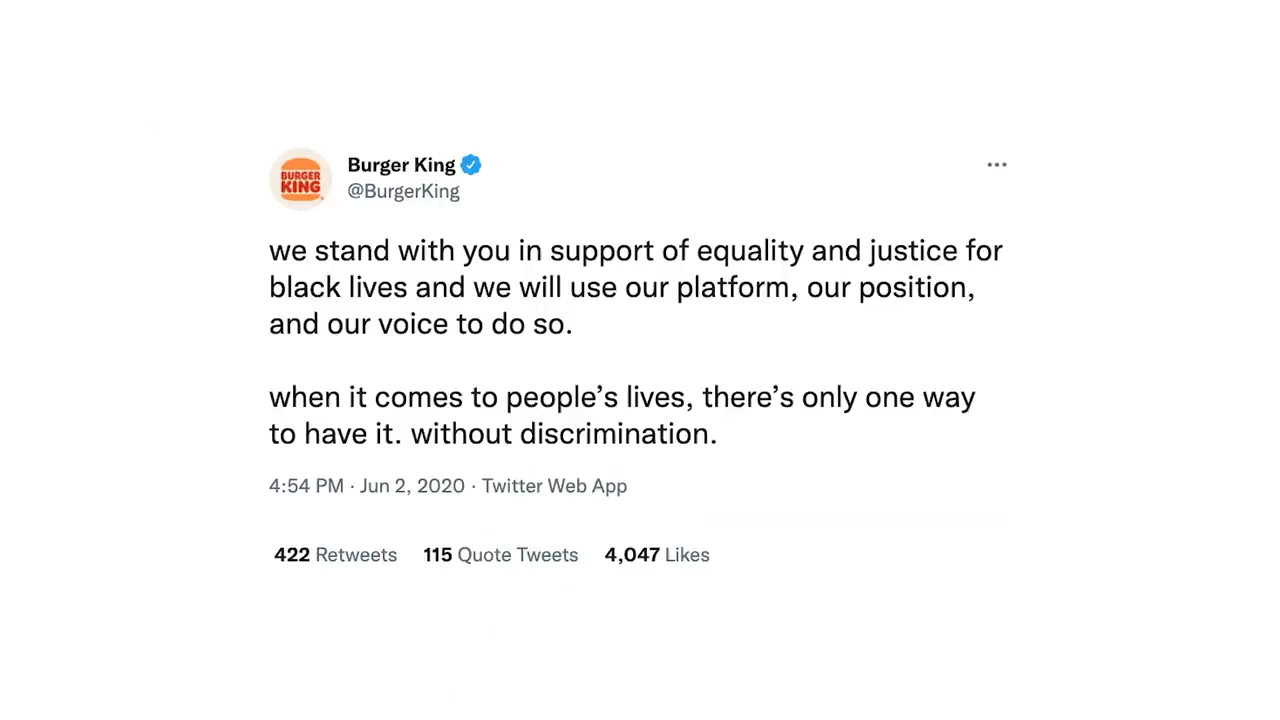 BURGER
KING
Burger King
@BurgerKing
we stand with you in support of equality and justice for
black lives and we will use our platform, our position,
and our voice to do so.
when it comes to people’s lives, there’s only one way
to have it. without discrimination.
4:54 PM · Jun 2, 2020 · Twitter Web App
422 Retweets 115 Quote Tweets 4,047 Likes